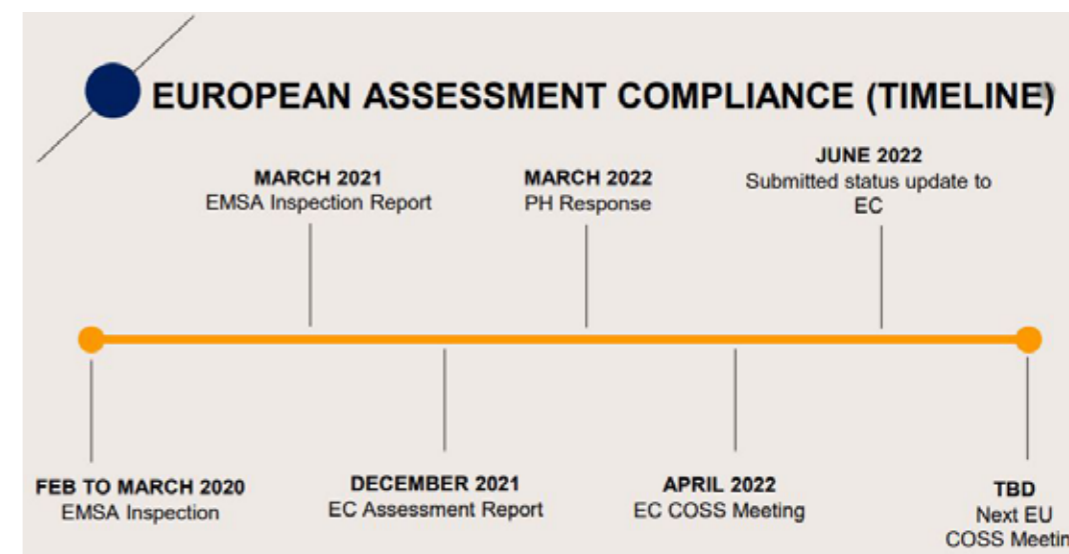 EUROPEAN ASSESSMENT COMPLIANCE (TIMELINE)
MARCH 2021
EMSA Inspection Report
MARCH 2022
PH Response
JUNE 2022
Submitted status update to
EC
FEB TO MARCH 2020
EMSA Inspection
DECEMBER 2021
EC Assessment Report
APRIL 2022
EC COSS Meeting
TBD
Next EU
COSS Meetin